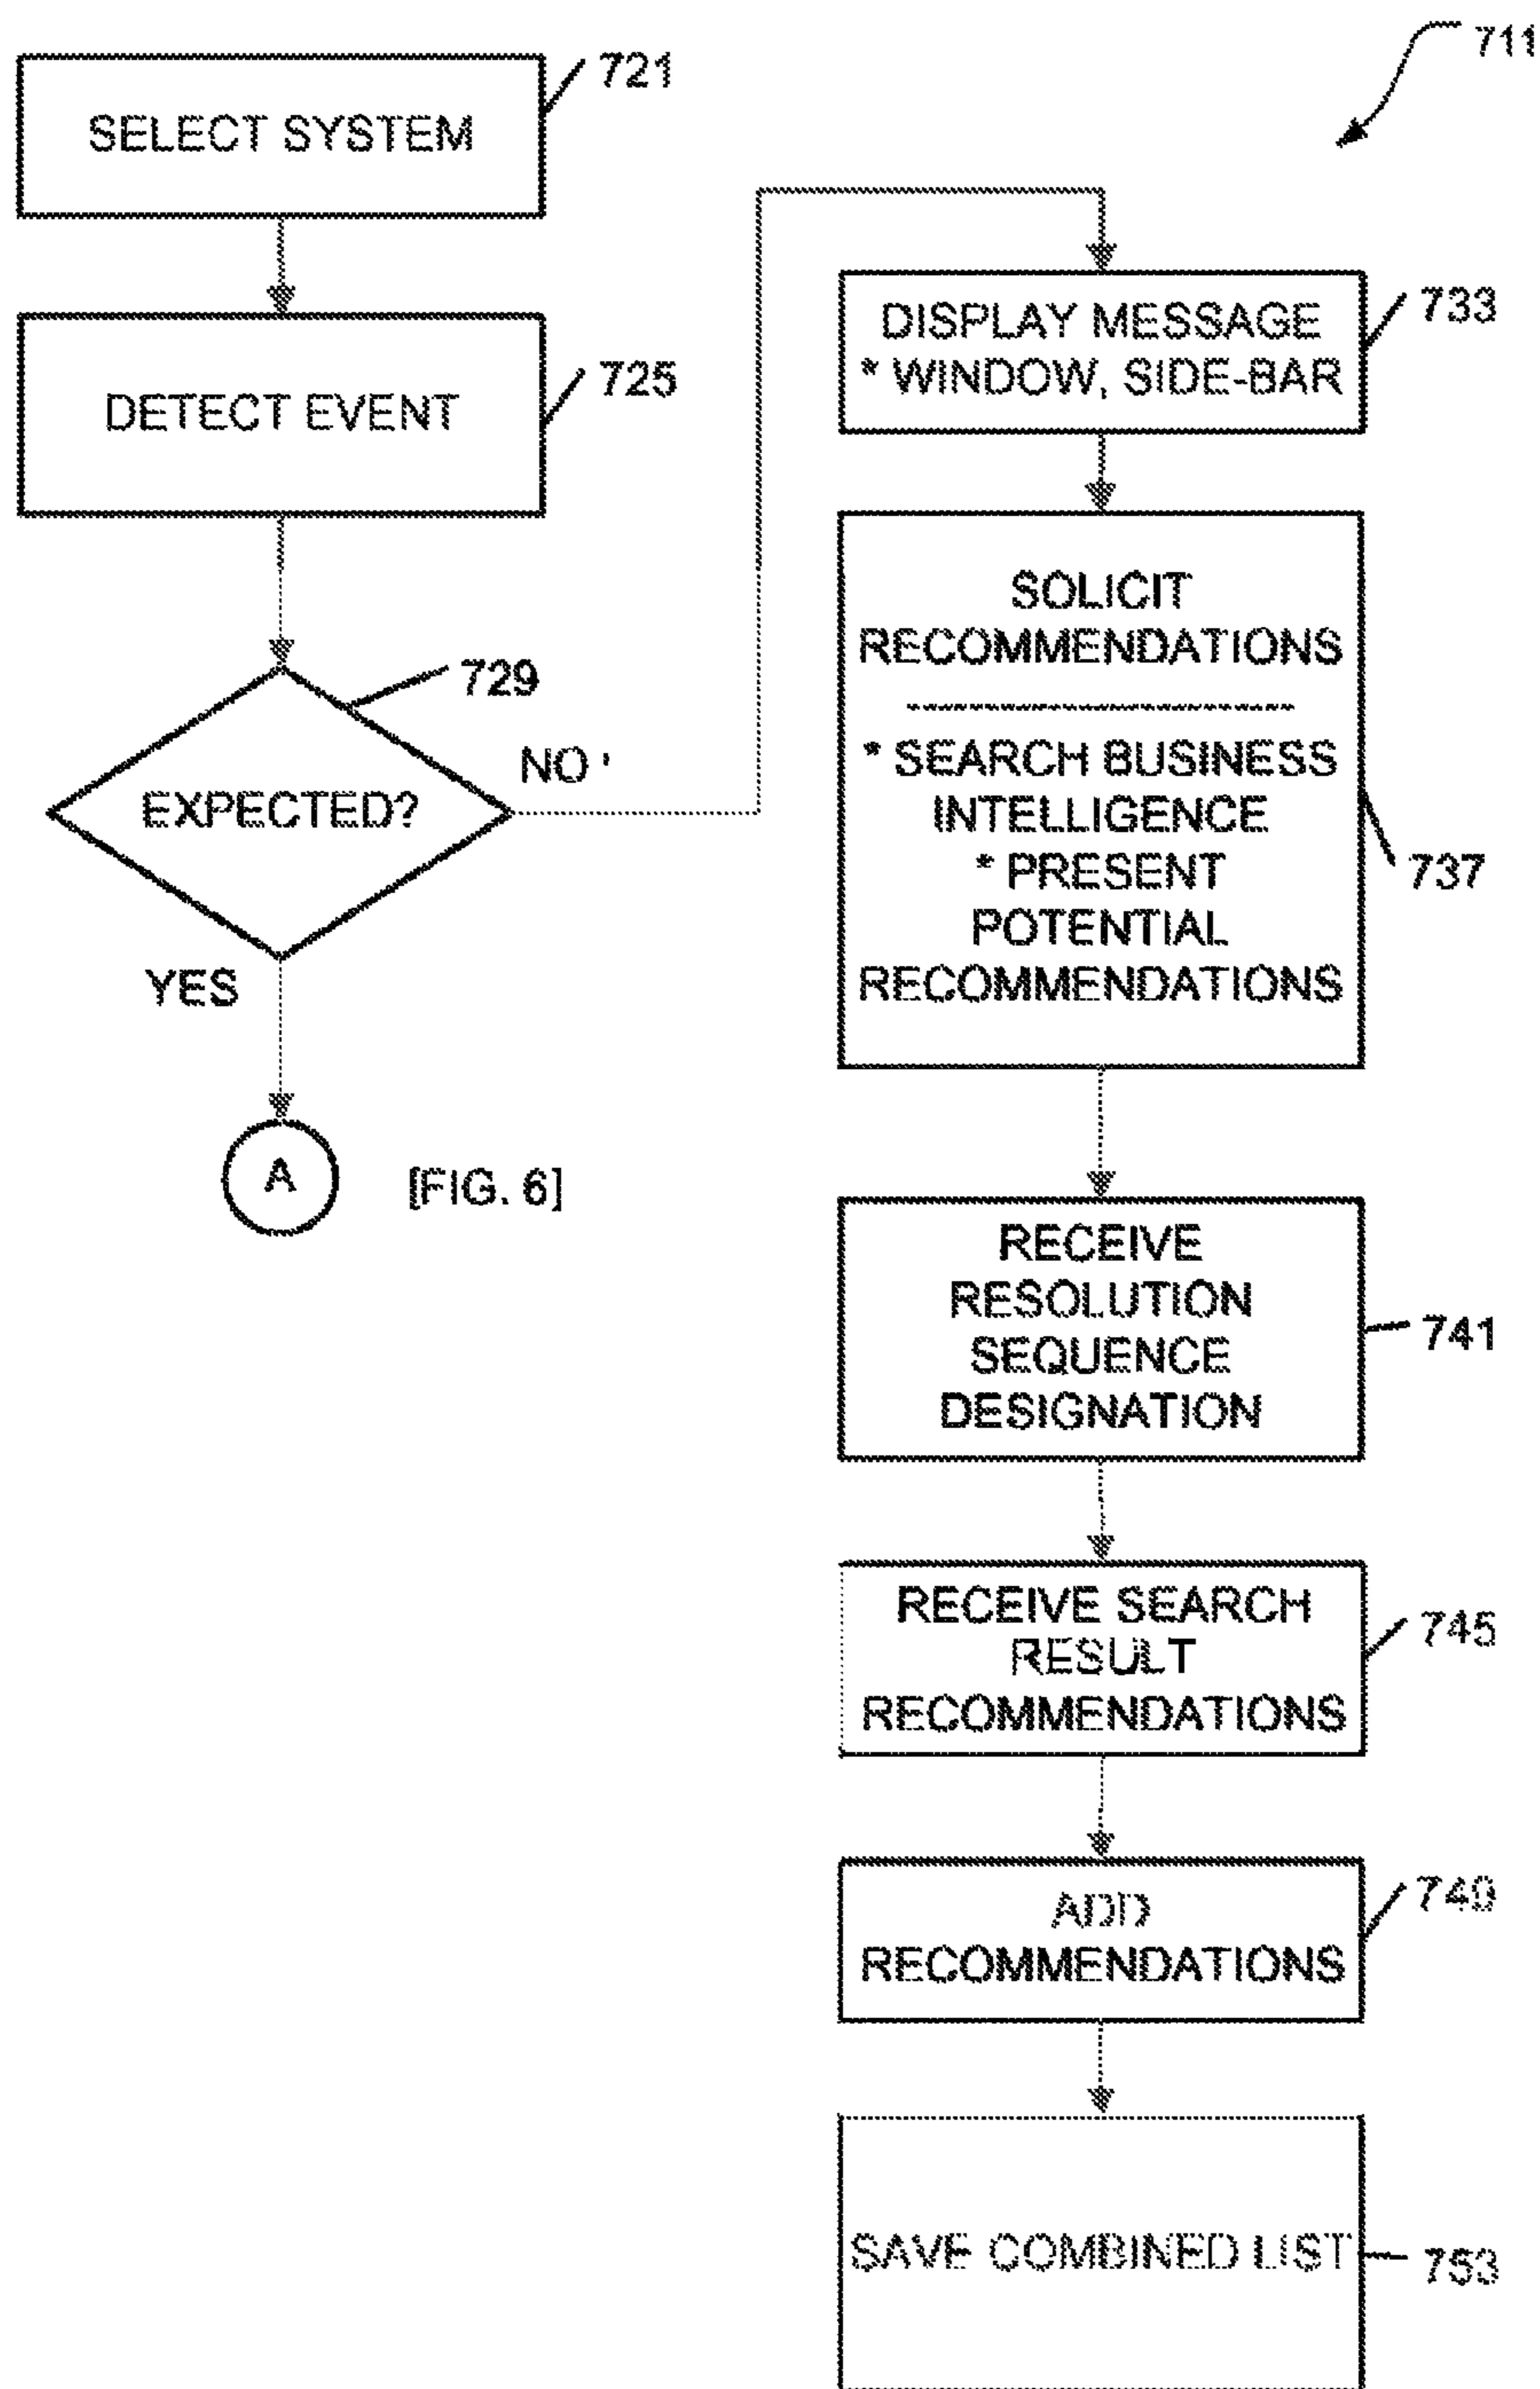 711
SELECT SYSTEM
721
DETECT EVENT
725
EXPECTED?
729
NO
YES
A
[FIG. 6]
DISPLAY MESSAGE
* WINDOW, SIDE-BAR
733
SOLICIT
RECOMMENDATIONS
* SEARCH BUSINESS
INTELLIGENCE
* PRESENT
POTENTIAL
RECOMMENDATIONS
737
RECEIVE
RESOLUTION
SEQUENCE
DESIGNATION
741
RECEIVE SEARCH
RESULT
RECOMMENDATIONS
745
ADD
RECOMMENDATIONS
749
SAVE COMBINED LIST
753